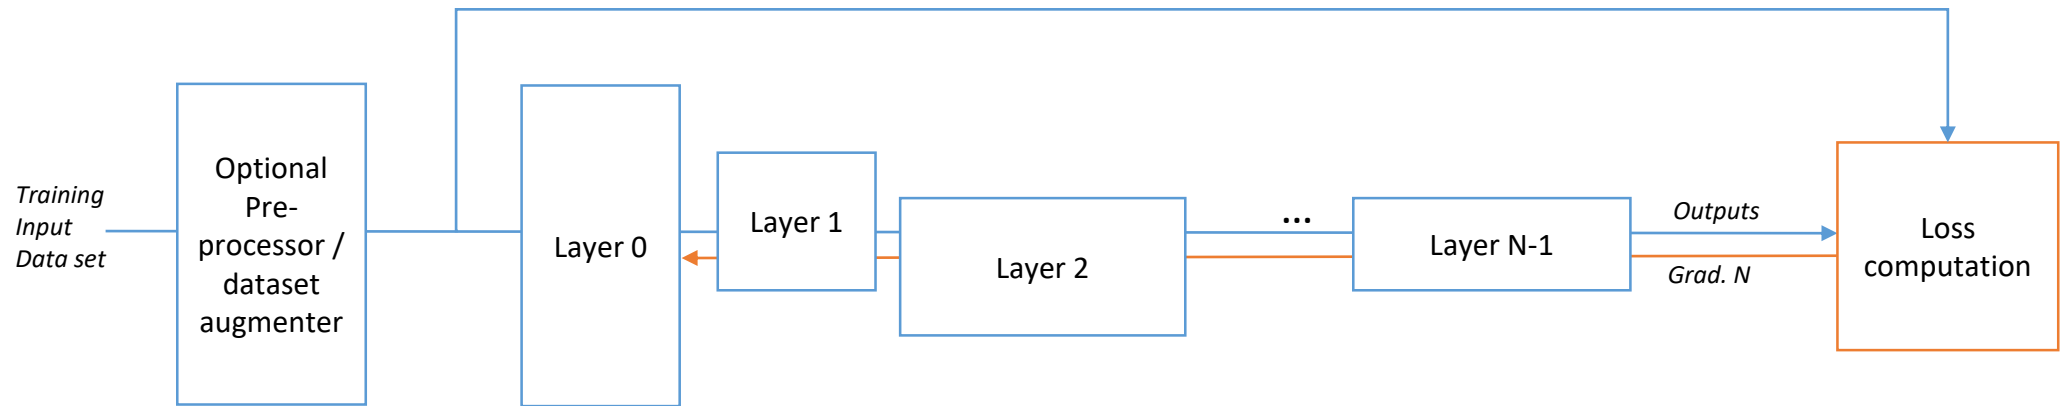 Training
Input
Data set
Optional
Pre-
processor /
dataset
augmenter
Layer 0
Layer 1
Layer 2
...
Layer N-1
Outputs
Grad. N
Loss
computation